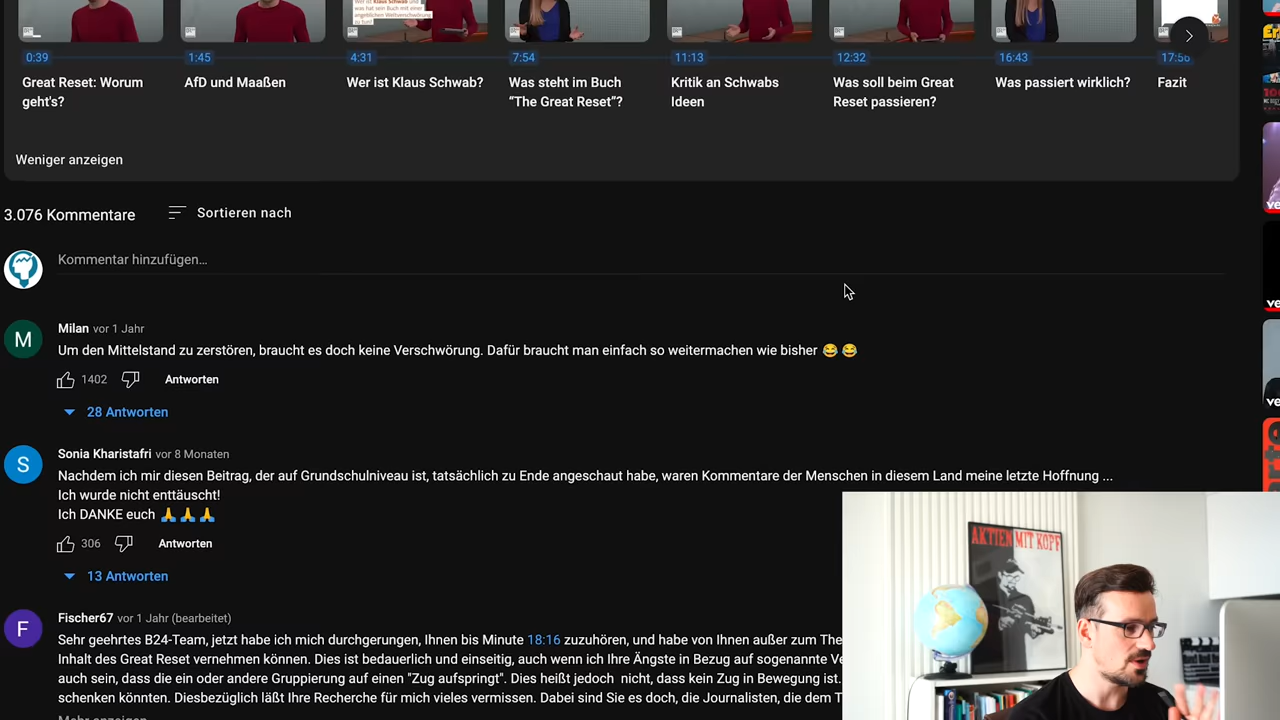 0:39
1:45
4:31
7:54
11:13
12:32
16:43
17:56
Great Reset: Worum
geht's?
AfD und Maaßen
Wer ist Klaus Schwab?
Was steht im Buch
“The Great Reset”?
Kritik an Schwabs
Ideen
Was soll beim Great
Reset passieren?
Was passiert wirklich?
Fazit
Weniger anzeigen
3.076 Kommentare
Sortieren nach
Kommentar hinzufügen...
M
Milan vor 1 Jahr
Um den Mittelstand zu zerstören, braucht es doch keine Verschwörung. Dafür braucht man einfach so weitermachen wie bisher 😂 😂
1402
Antworten
28 Antworten
S
Sonia Kharistafri vor 8 Monaten
Nachdem ich mir diesen Beitrag, der auf Grundschulniveau ist, tatsächlich zu Ende angeschaut habe, waren Kommentare der Menschen in diesem Land meine letzte Hoffnung ...
Ich wurde nicht enttäuscht!
Ich DANKE euch 🙏 🙏 🙏
306
Antworten
13 Antworten
F
Fischer67 vor 1 Jahr (bearbeitet)
Sehr geehrtes B24-Team, jetzt habe ich mich durchgerungen, Ihnen bis Minute 18:16 zuzuhören, und habe von Ihnen außer zum The
Inhalt des Great Reset vernehmen können. Dies ist bedauerlich und einseitig, auch wenn ich Ihre Ängste in Bezug auf sogenannte Ve
auch sein, dass die ein oder andere Gruppierung auf einen "Zug aufspringt". Dies heißt jedoch nicht, dass kein Zug in Bewegung ist.
schenken könnten. Diesbezüglich läßt Ihre Recherche für mich vieles vermissen. Dabei sind Sie es doch, die Journalisten, die dem T
AKTIEN MIT KOPF